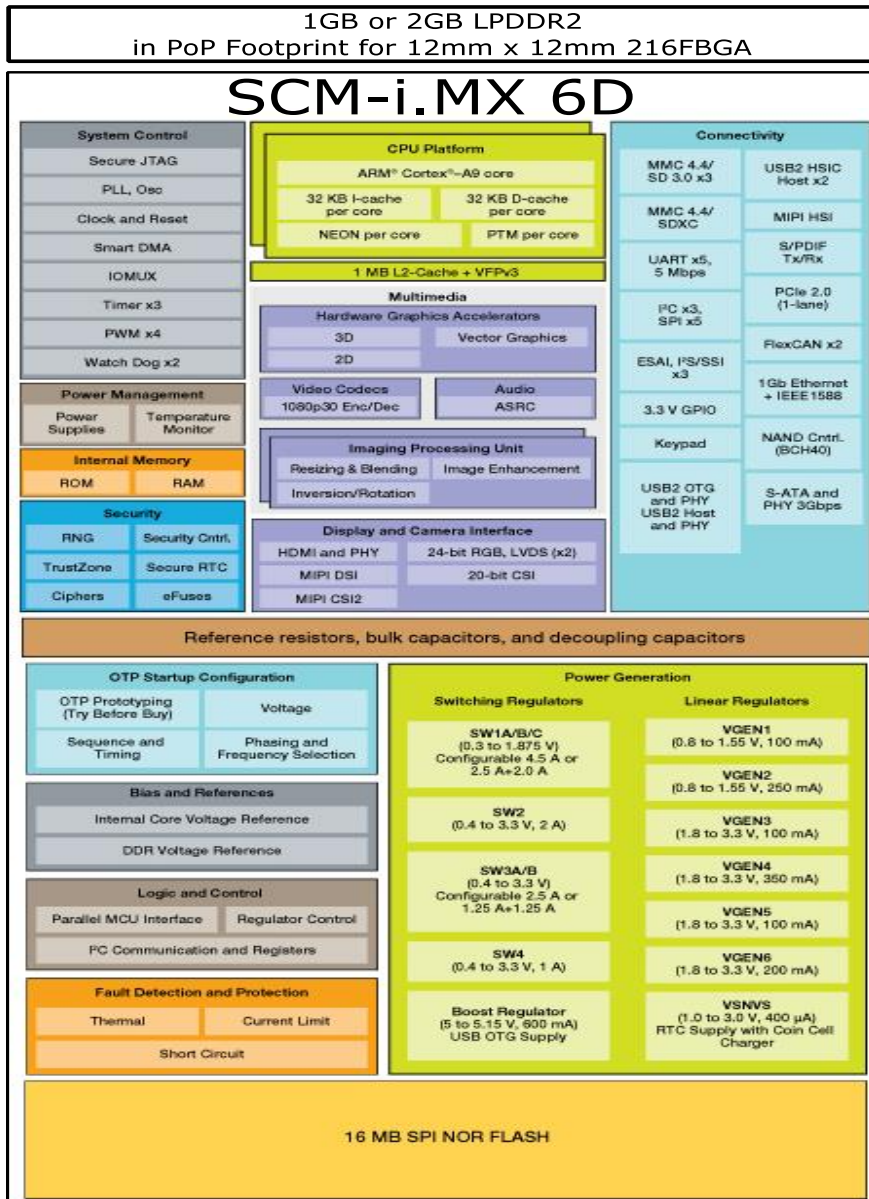 1GB or 2GB LPDDR2
in PoP Footprint for 12mm x 12mm 216FBGA
SCM-i.MX 6D
System Control
Secure JTAG
PLL, Osc
Clock and Reset
Smart DMA
IOMUX
Timer x3
PWM x4
Watch Dog x2
Power Management
Power
Supplies
Temperature
Monitor
Internal Memory
ROM
RAM
Security
RNG
Security Cntrl.
TrustZone
Secure RTC
Ciphers
eFuses
CPU Platform
ARM® Cortex®–A9 core
32 KB I-cache
per core
32 KB D-cache
per core
NEON per core
PTM per core
1 MB L2-Cache + VFPv3
Multimedia
Hardware Graphics Accelerators
3D
Vector Graphics
2D
Video Codecs
1080p30 Enc/Dec
Audio
ASRC
Imaging Processing Unit
Resizing & Blending
Image Enhancement
Inversion/Rotation
Display and Camera Interface
HDMI and PHY
24-bit RGB, LVDS (x2)
MIPI DSI
20-bit CSI
MIPI CSI2
Connectivity
MMC 4.4/
SD 3.0 x3
MMC 4.4/
SDXC
UART x5,
5 Mbps
I²C x3,
SPI x5
ESAI, I²S/SSI
x3
3.3 V GPIO
Keypad
USB2 OTG
and PHY
USB2 Host
and PHY
USB2 HSIC
Host x2
MIPI HSI
S/PDIF
Tx/Rx
PCIe 2.0
(1-lane)
FlexCAN x2
1Gb Ethernet
+ IEEE1588
NAND Cntrl.
(BCH40)
S-ATA and
PHY 3Gbps
Reference resistors, bulk capacitors, and decoupling capacitors
OTP Startup Configuration
OTP Prototyping
(Try Before Buy)
Voltage
Sequence and
Timing
Phasing and
Frequency Selection
Bias and References
Internal Core Voltage Reference
DDR Voltage Reference
Logic and Control
Parallel MCU Interface
Regulator Control
I²C Communication and Registers
Fault Detection and Protection
Thermal
Current Limit
Short Circuit
Power Generation
Switching Regulators
SW1A/B/C
(0.3 to 1.875 V)
Configurable 4.5 A or
2.5 A+2.0 A
SW2
(0.4 to 3.3 V, 2 A)
SW3A/B
(0.4 to 3.3 V)
Configurable 2.5 A or
1.25 A+1.25 A
SW4
(0.4 to 3.3 V, 1 A)
Boost Regulator
(5 to 5.15 V, 600 mA)
USB OTG Supply
Linear Regulators
VGEN1
(0.8 to 1.55 V, 100 mA)
VGEN2
(0.8 to 1.55 V, 250 mA)
VGEN3
(1.8 to 3.3 V, 100 mA)
VGEN4
(1.8 to 3.3 V, 350 mA)
VGEN5
(1.8 to 3.3 V, 100 mA)
VGEN6
(1.8 to 3.3 V, 200 mA)
VSNVS
(1.0 to 3.0 V, 400 µA)
RTC Supply with Coin Cell
Charger
16 MB SPI NOR FLASH